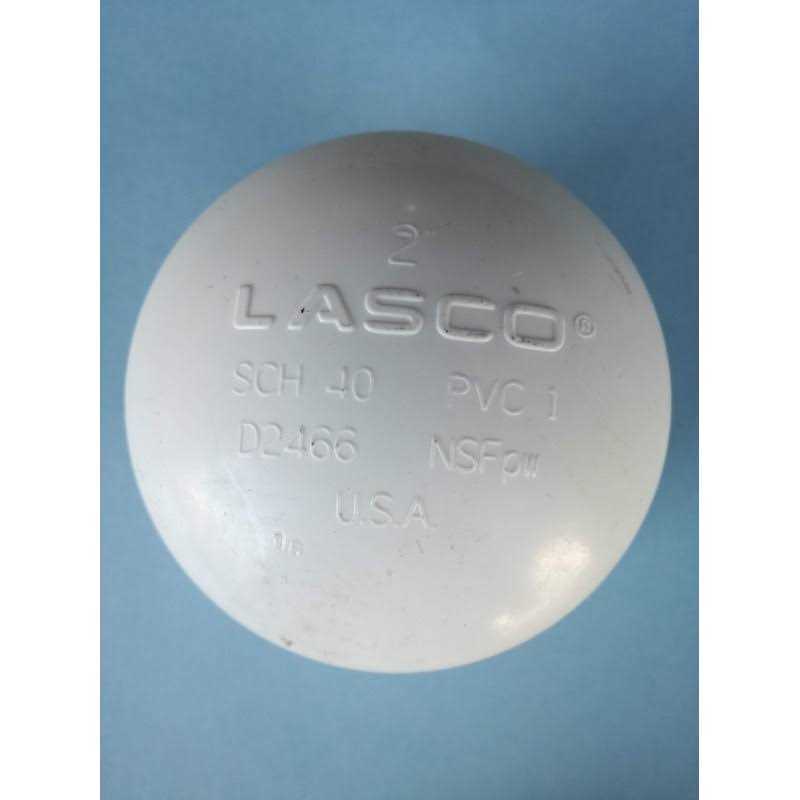 2
LASCO®
SCH 40 PVC 1
D2466 NSFpw
U.S.A.